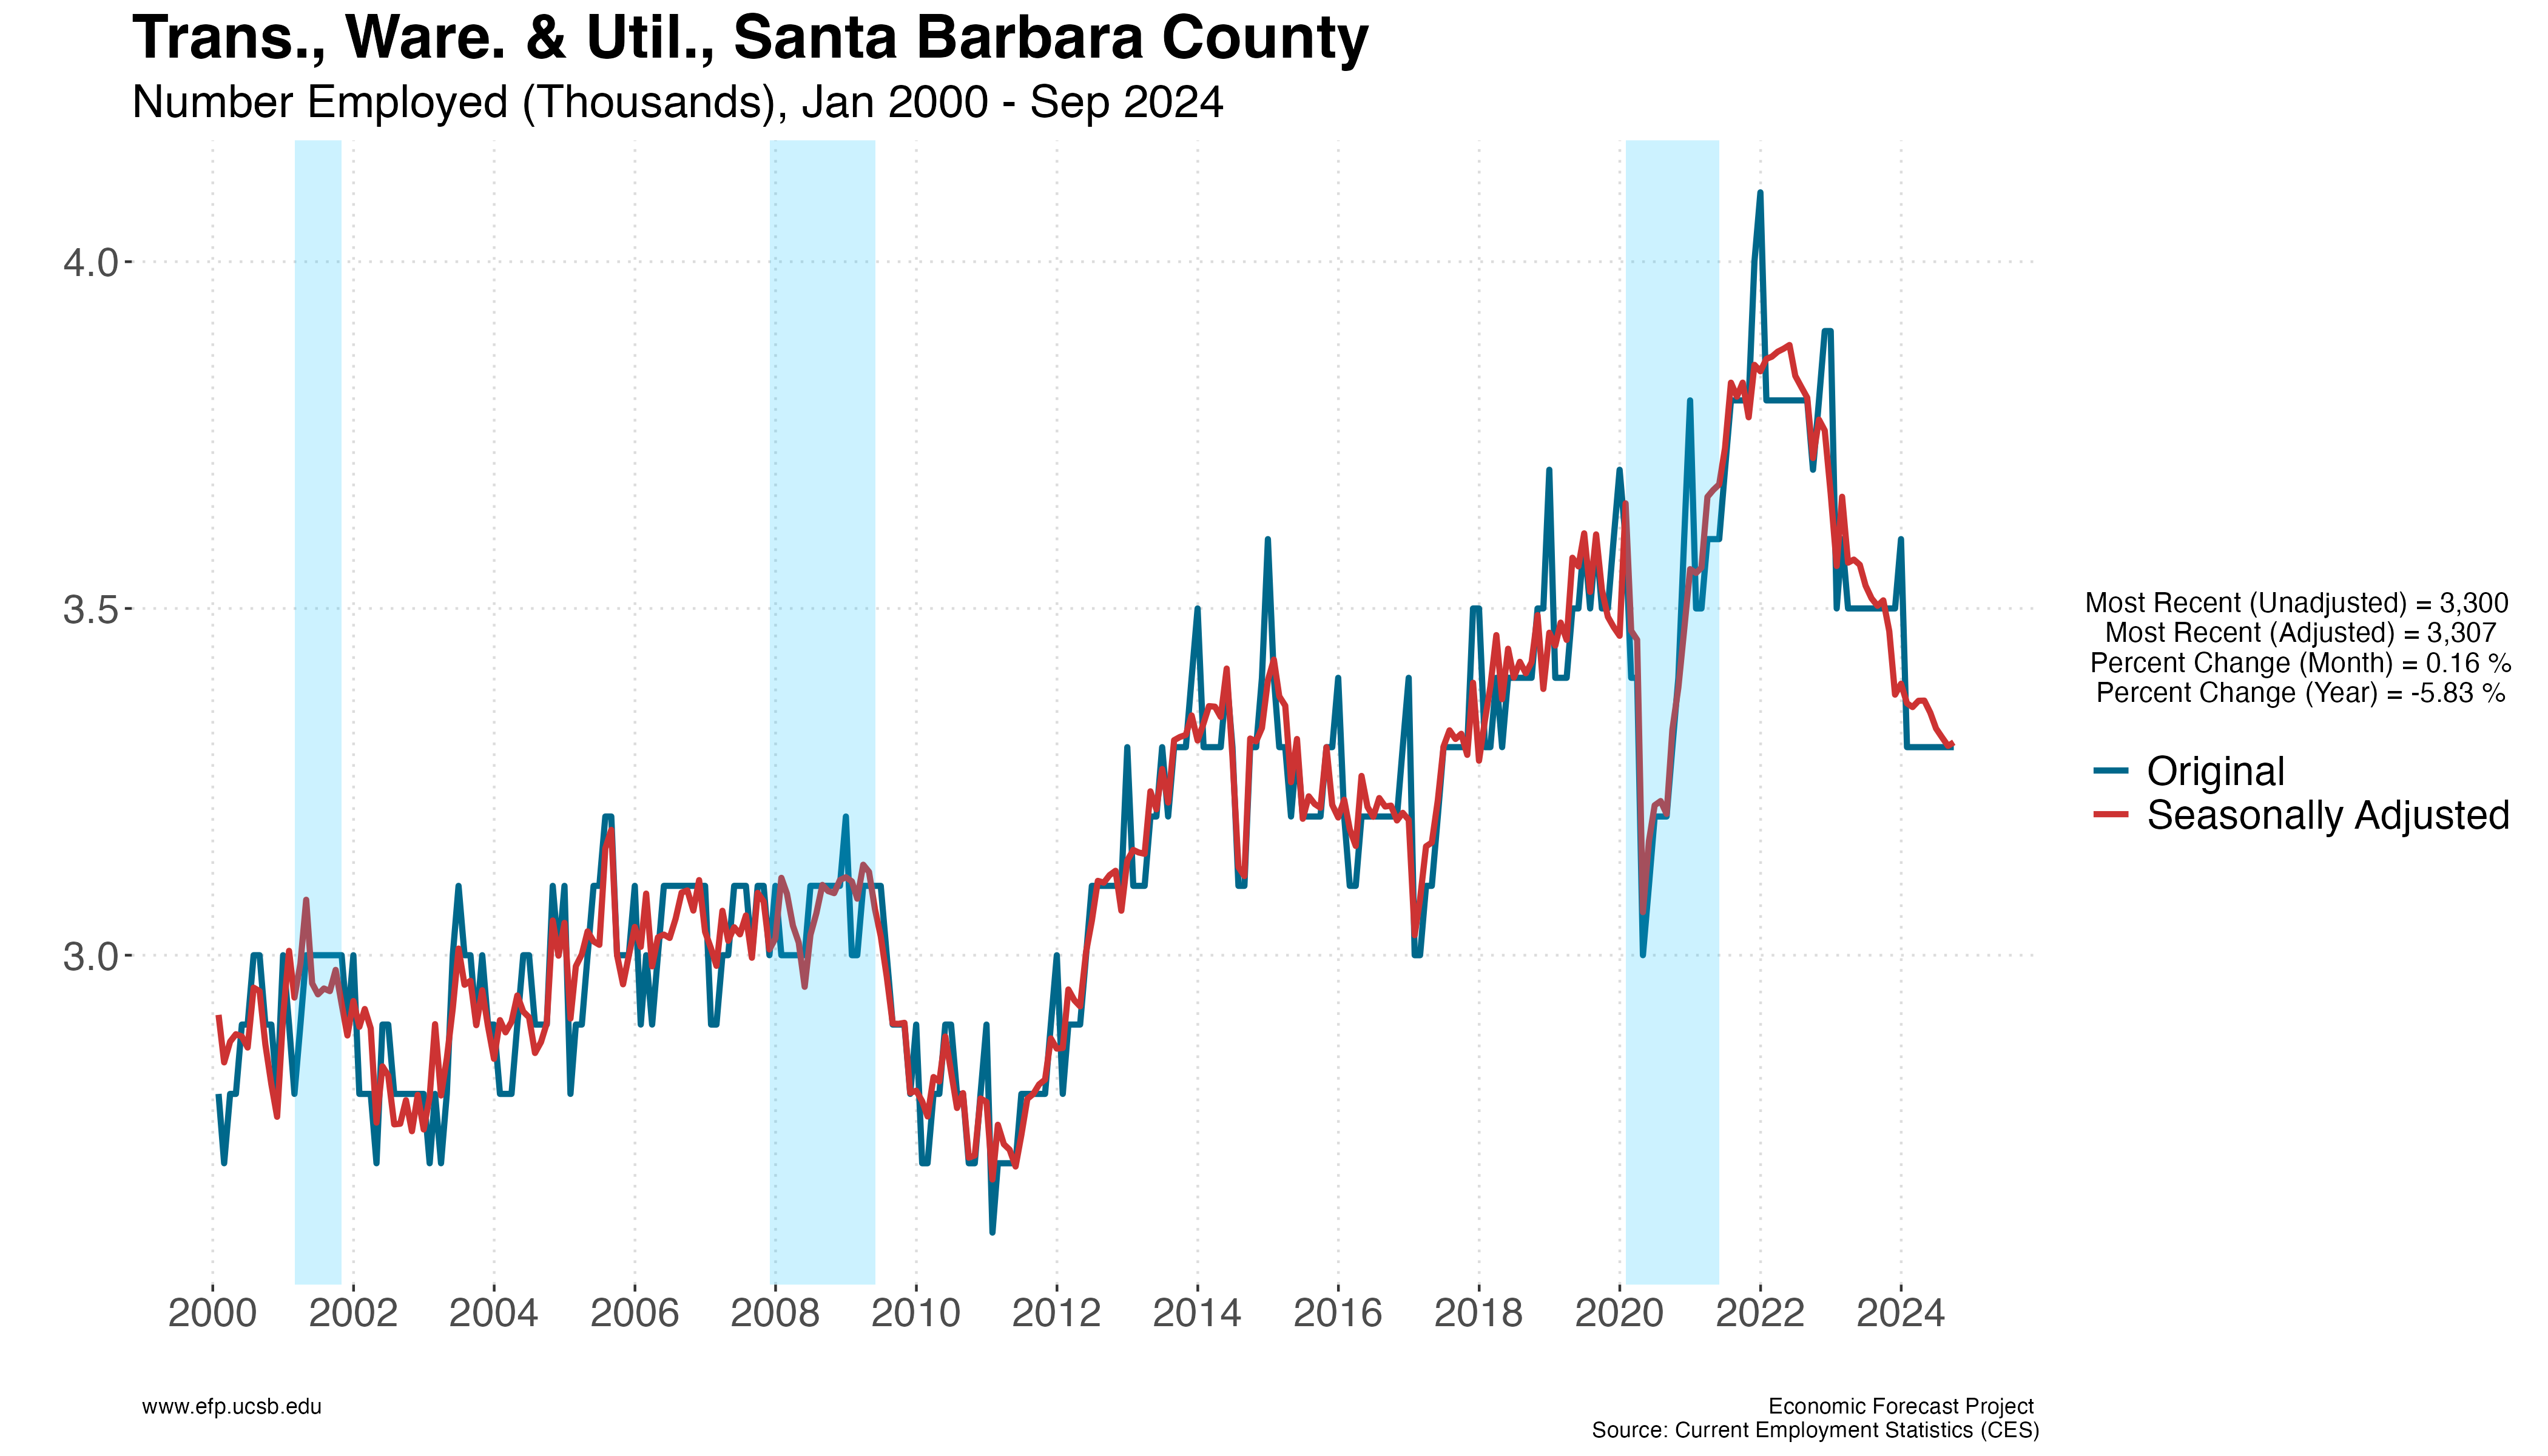 Trans., Ware. & Util., Santa Barbara County
Number Employed (Thousands), Jan 2000 - Sep 2024
4.0
3.5
3.0
2000 2002 2004 2006 2008 2010 2012 2014 2016 2018 2020 2022 2024
Most Recent (Unadjusted) = 3,300
Most Recent (Adjusted) = 3,307
Percent Change (Month) = 0.16 %
Percent Change (Year) = -5.83 %
Original
Seasonally Adjusted
www.efp.ucsb.edu
Economic Forecast Project
Source: Current Employment Statistics (CES)